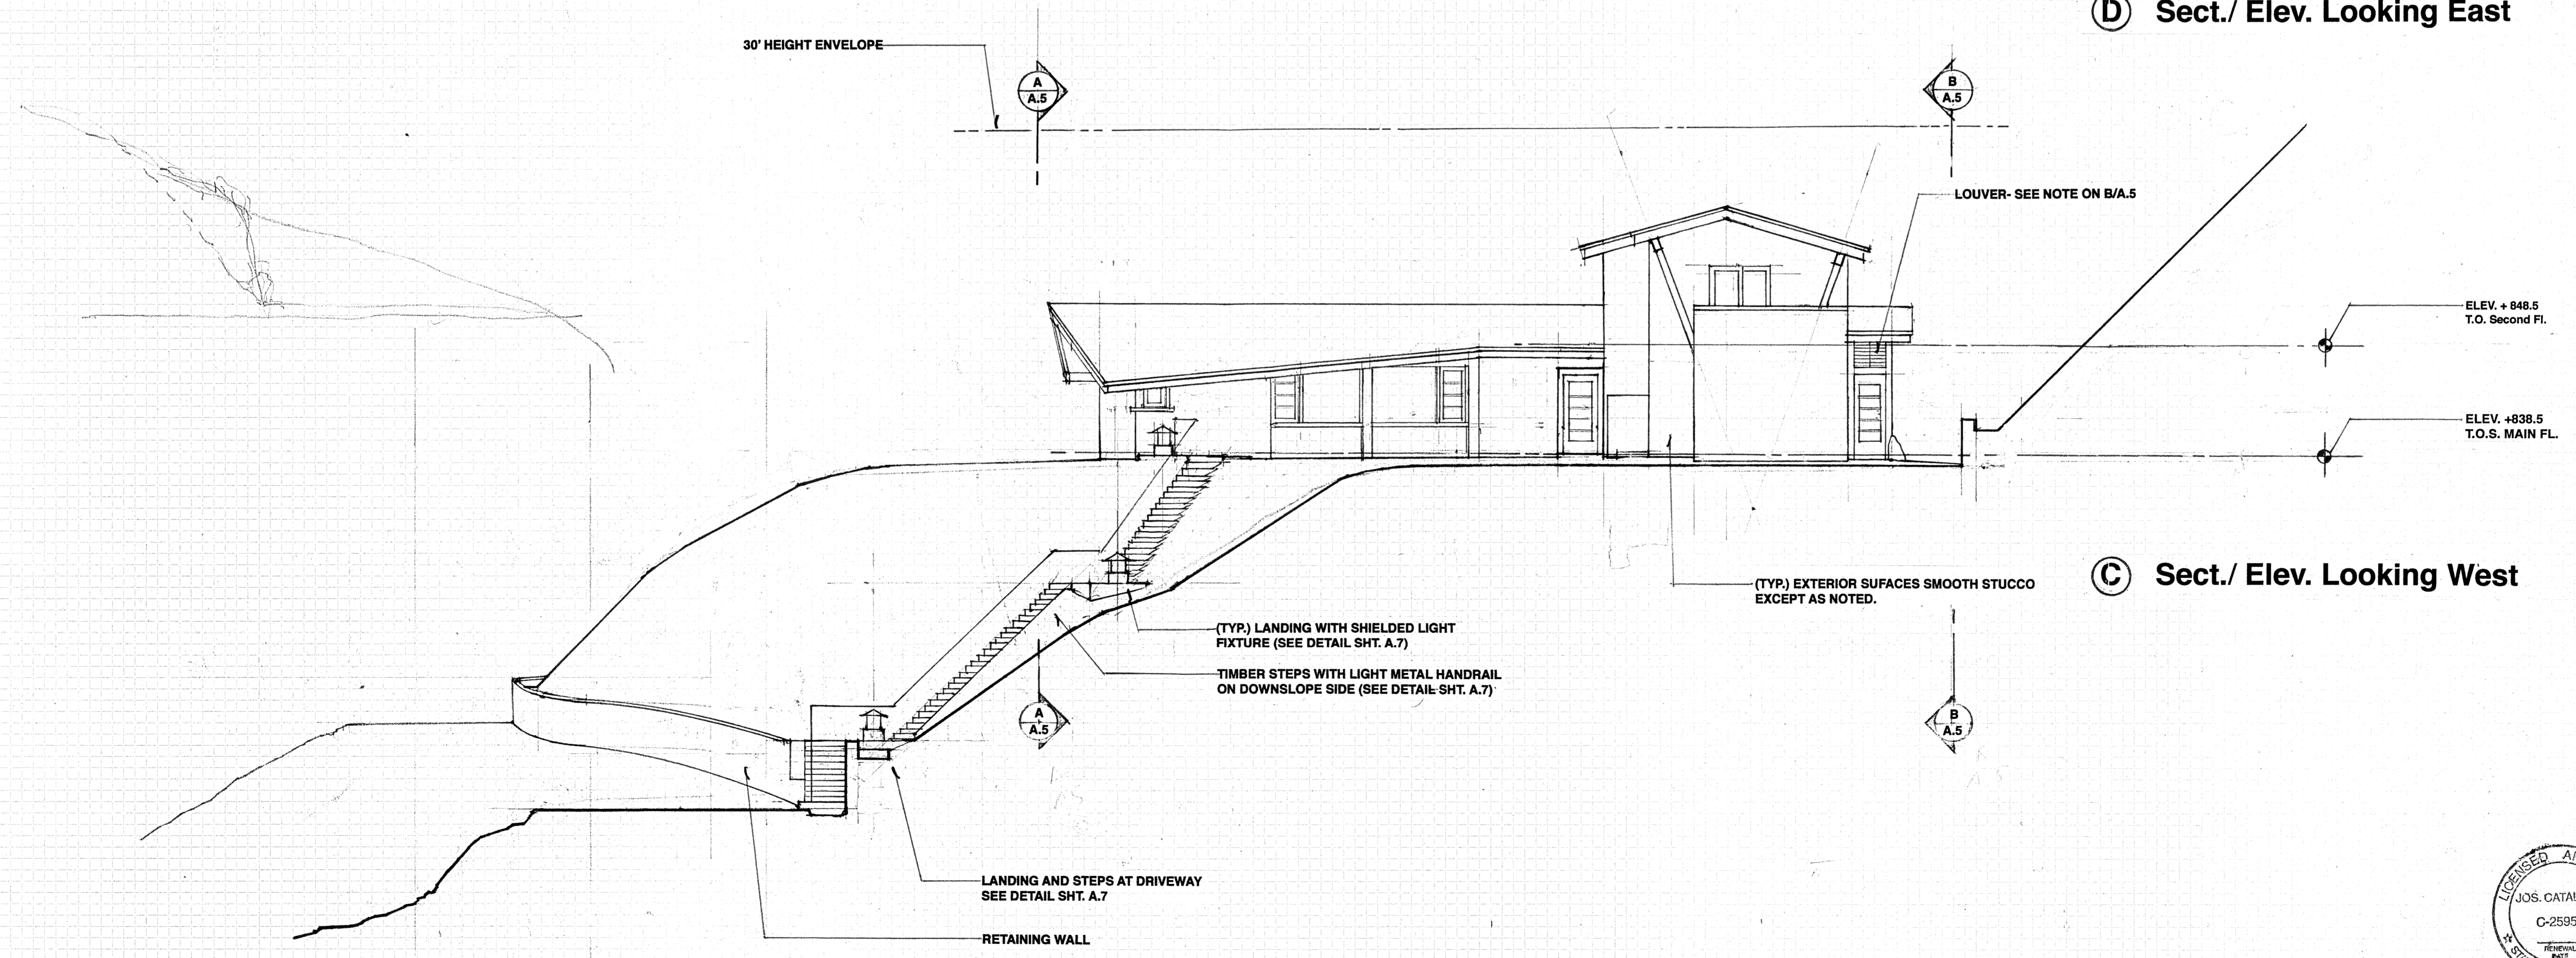 D Sect./ Elev. Looking East
30' HEIGHT ENVELOPE
A
A.5
B
A.5
LOUVER- SEE NOTE ON B/A.5
ELEV. + 848.5
T.O. Second Fl.
ELEV. +838.5
T.O.S. MAIN FL.
C Sect./ Elev. Looking West
(TYP.) EXTERIOR SUFACES SMOOTH STUCCO
EXCEPT AS NOTED.
(TYP.) LANDING WITH SHIELDED LIGHT
FIXTURE (SEE DETAIL SHT. A.7)
TIMBER STEPS WITH LIGHT METAL HANDRAIL
ON DOWNSLOPE SIDE (SEE DETAIL SHT. A.7)
A
A.5
B
A.5
LANDING AND STEPS AT DRIVEWAY
SEE DETAIL SHT. A.7
RETAINING WALL
LICENSED
JOS.
C-2595
RENEWAL